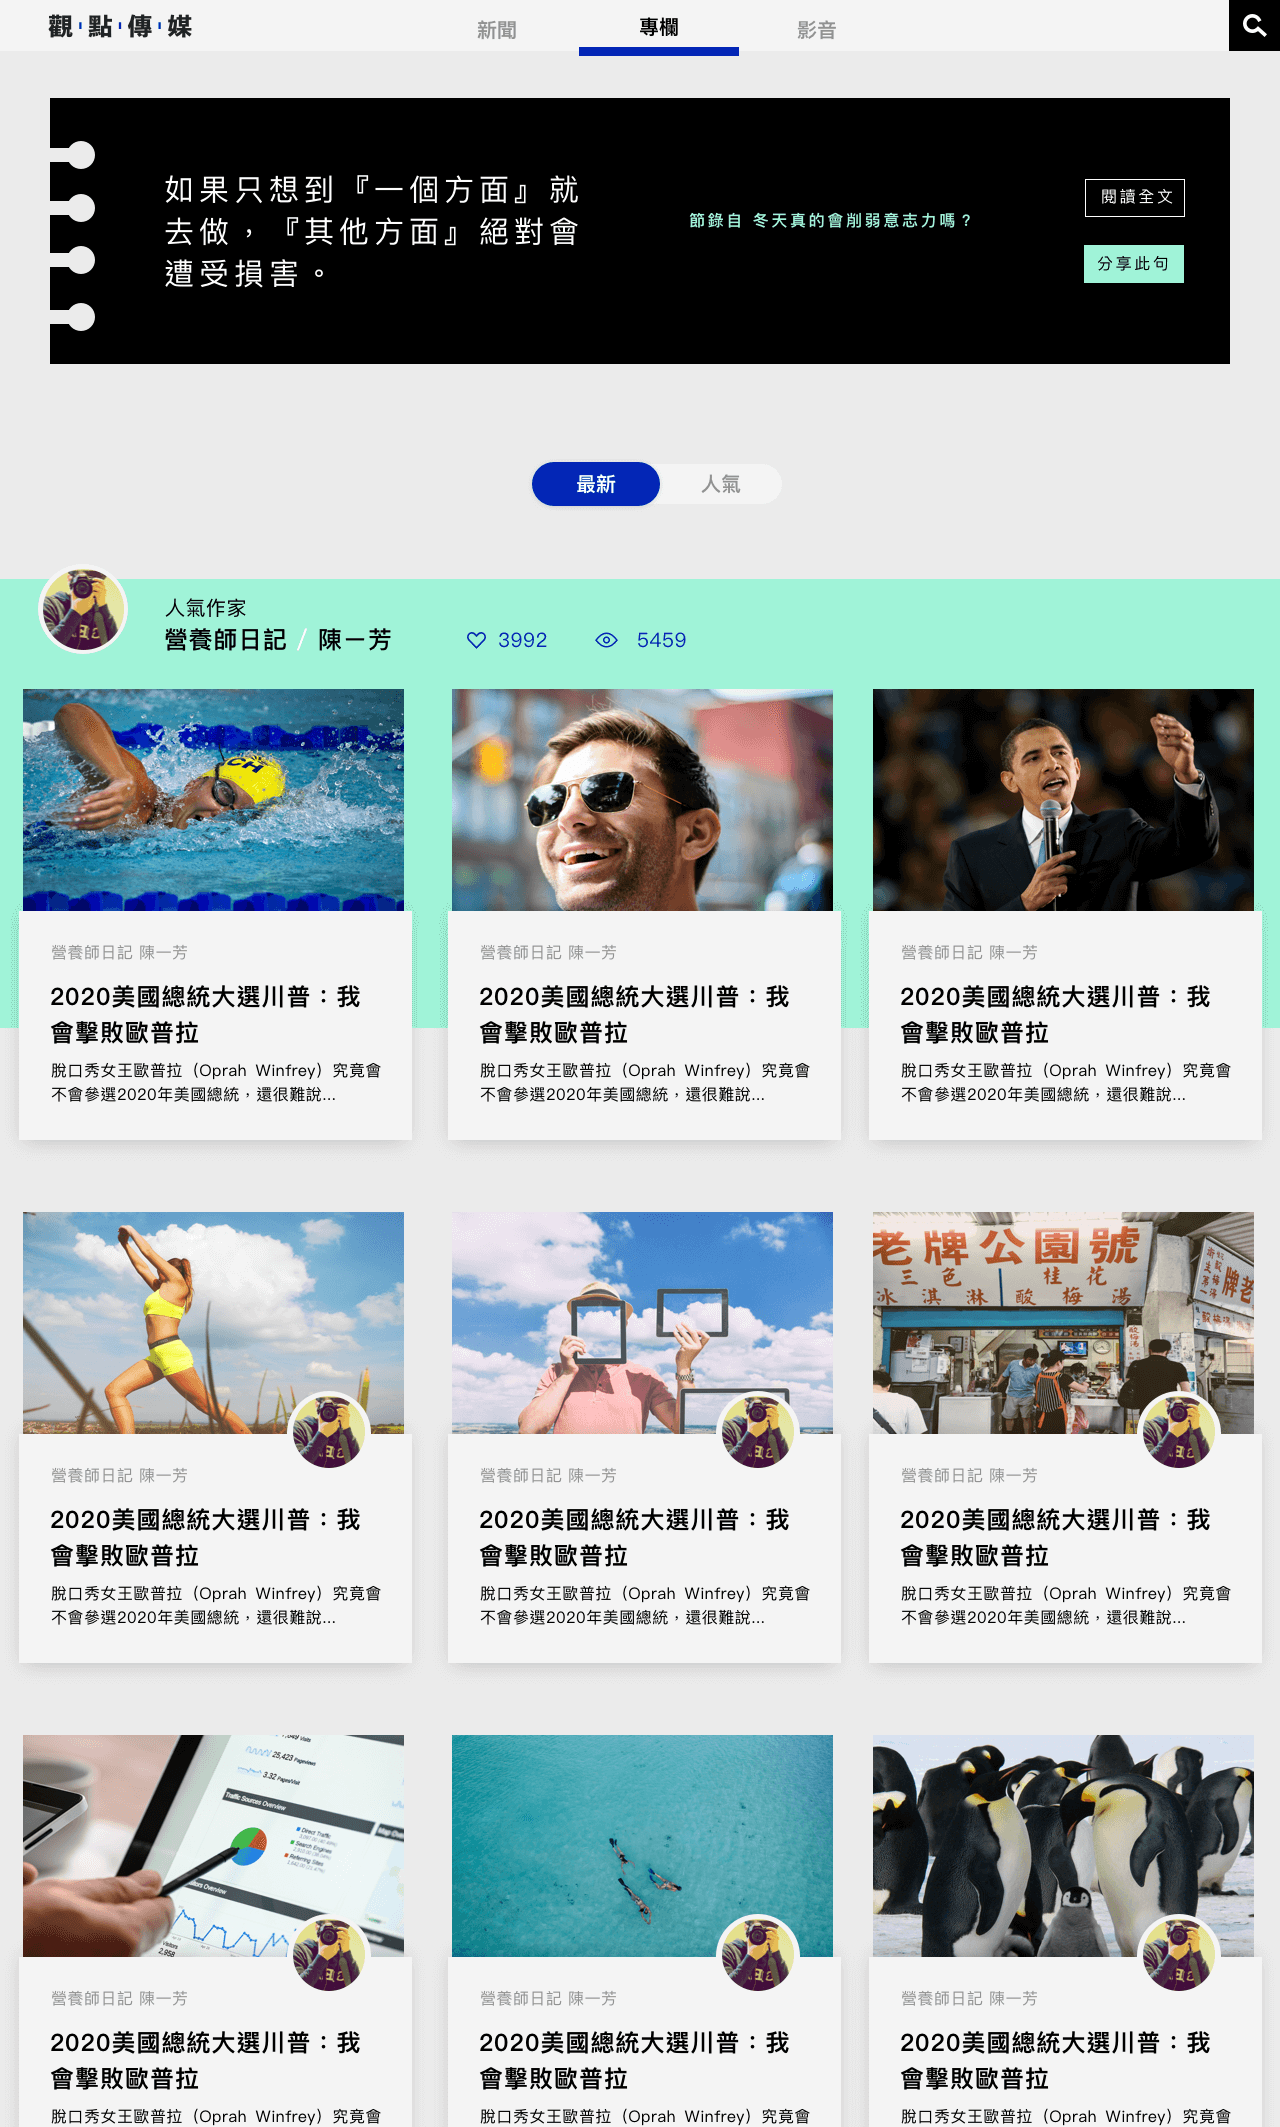 觀·點·傳·媒
新聞
專欄
影音
如果只想到『一個方面』就
去做，『其他方面』絕對會
遭受損害。
節錄自 冬天真的會削弱意志力嗎？
閱讀全文
分享此句
最新
人氣
人氣作家
營養師日記 / 陳一芳
3992
5459
營養師日記 陳一芳
2020美國總統大選川普：我
會擊敗歐普拉
脫口秀女王歐普拉（Oprah Winfrey）究竟會
不會參選2020年美國總統，還很難說...
營養師日記 陳一芳
2020美國總統大選川普：我
會擊敗歐普拉
脫口秀女王歐普拉（Oprah Winfrey）究竟會
不會參選2020年美國總統，還很難說...
營養師日記 陳一芳
2020美國總統大選川普：我
會擊敗歐普拉
脫口秀女王歐普拉（Oprah Winfrey）究竟會
不會參選2020年美國總統，還很難說...
老牌公園號
三色 桂花
冰淇淋 酸梅湯
營養師日記 陳一芳
2020美國總統大選川普：我
會擊敗歐普拉
脫口秀女王歐普拉（Oprah Winfrey）究竟會
不會參選2020年美國總統，還很難說...
營養師日記 陳一芳
2020美國總統大選川普：我
會擊敗歐普拉
脫口秀女王歐普拉（Oprah Winfrey）究竟會
不會參選2020年美國總統，還很難說...
營養師日記 陳一芳
2020美國總統大選川普：我
會擊敗歐普拉
脫口秀女王歐普拉（Oprah Winfrey）究竟會
不會參選2020年美國總統，還很難說...
25,423 Pageviews
3.32 Pages/Visit
Traffic Sources Overview
Direct Traffic
Search Engines
Referring Sites
Visitors
2,958
營養師日記 陳一芳
2020美國總統大選川普：我
會擊敗歐普拉
脫口秀女王歐普拉（Oprah Winfrey）究竟會
營養師日記 陳一芳
2020美國總統大選川普：我
會擊敗歐普拉
脫口秀女王歐普拉（Oprah Winfrey）究竟會
營養師日記 陳一芳
2020美國總統大選川普：我
會擊敗歐普拉
脫口秀女王歐普拉（Oprah Winfrey）究竟會